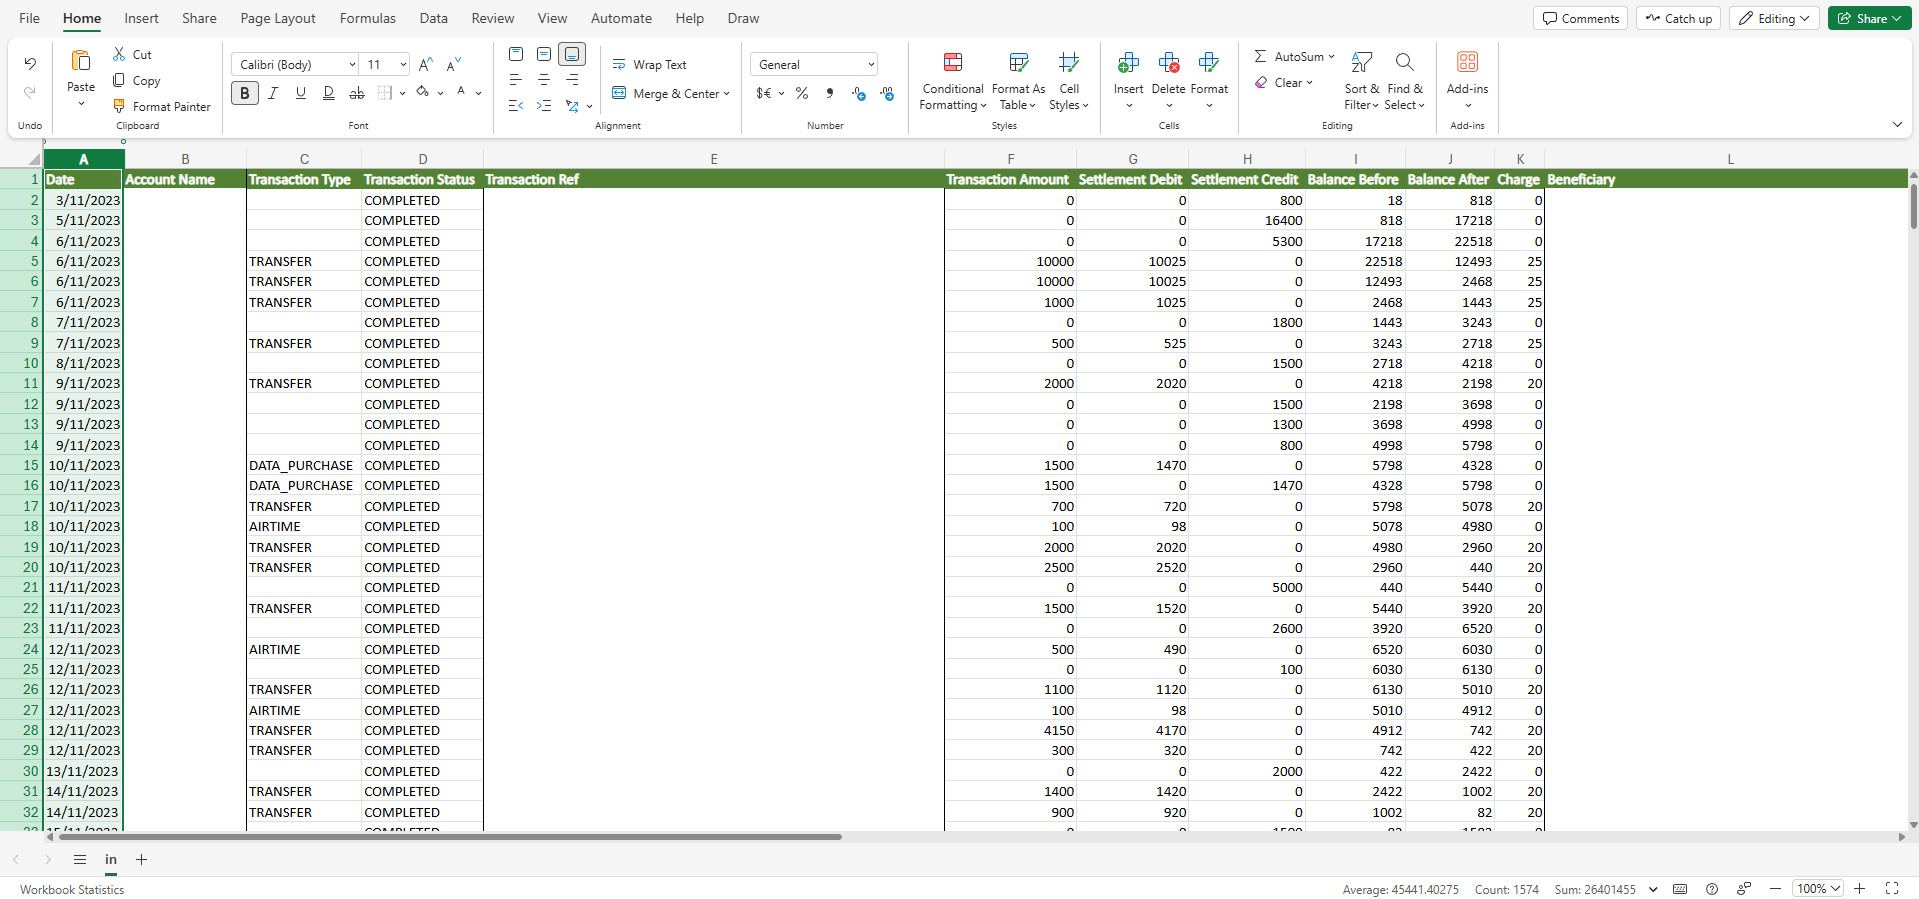 File Home Insert Share Page Layout Formulas Data Review View Automate Help Draw Comments Catch up Editing Share
Cut
Copy
Paste
Format Painter
Calibri (Body) 11
B I U D ab A
Wrap Text
Merge & Center
General
$€ % 9
Conditional Formatting Format As Table Cell Styles
Insert Delete Format
AutoSum
Clear
Sort & Filter Find & Select
Add-ins
Undo Clipboard Font Alignment Number Styles Cells Editing Add-ins
A B C D E F G H I J K L
1 Date Account Name Transaction Type Transaction Status Transaction Ref Transaction Amount Settlement Debit Settlement Credit Balance Before Balance After Charge Beneficiary
2 3/11/2023 COMPLETED 0 0 800 18 818 0
3 5/11/2023 COMPLETED 0 0 16400 818 17218 0
4 6/11/2023 COMPLETED 0 0 5300 17218 22518 0
5 6/11/2023 TRANSFER COMPLETED 10000 10025 0 22518 12493 25
6 6/11/2023 TRANSFER COMPLETED 10000 10025 0 12493 2468 25
7 6/11/2023 TRANSFER COMPLETED 1000 1025 0 2468 1443 25
8 7/11/2023 COMPLETED 0 0 1800 1443 3243 0
9 7/11/2023 TRANSFER COMPLETED 500 525 0 3243 2718 25
10 8/11/2023 COMPLETED 0 0 1500 2718 4218 0
11 9/11/2023 TRANSFER COMPLETED 2000 2020 0 4218 2198 20
12 9/11/2023 COMPLETED 0 0 1500 2198 3698 0
13 9/11/2023 COMPLETED 0 0 1300 3698 4998 0
14 9/11/2023 COMPLETED 0 0 800 4998 5798 0
15 10/11/2023 DATA_PURCHASE COMPLETED 1500 1470 0 5798 4328 0
16 10/11/2023 DATA_PURCHASE COMPLETED 1500 0 1470 4328 5798 0
17 10/11/2023 TRANSFER COMPLETED 700 720 0 5798 5078 20
18 10/11/2023 AIRTIME COMPLETED 100 98 0 5078 4980 0
19 10/11/2023 TRANSFER COMPLETED 2000 2020 0 4980 2960 20
20 10/11/2023 TRANSFER COMPLETED 2500 2520 0 2960 440 20
21 11/11/2023 COMPLETED 0 0 5000 440 5440 0
22 11/11/2023 TRANSFER COMPLETED 1500 1520 0 5440 3920 20
23 11/11/2023 COMPLETED 0 0 2600 3920 6520 0
24 12/11/2023 AIRTIME COMPLETED 500 490 0 6520 6030 0
25 12/11/2023 COMPLETED 0 0 100 6030 6130 0
26 12/11/2023 TRANSFER COMPLETED 1100 1120 0 6130 5010 20
27 12/11/2023 AIRTIME COMPLETED 100 98 0 5010 4912 0
28 12/11/2023 TRANSFER COMPLETED 4150 4170 0 4912 742 20
29 12/11/2023 TRANSFER COMPLETED 300 320 0 742 422 20
30 13/11/2023 COMPLETED 0 0 2000 422 2422 0
31 14/11/2023 TRANSFER COMPLETED 1400 1420 0 2422 1002 20
32 14/11/2023 TRANSFER COMPLETED 900 920 0 1002 82 20
in
Workbook Statistics Average: 45441.40275 Count: 1574 Sum: 26401455 100%